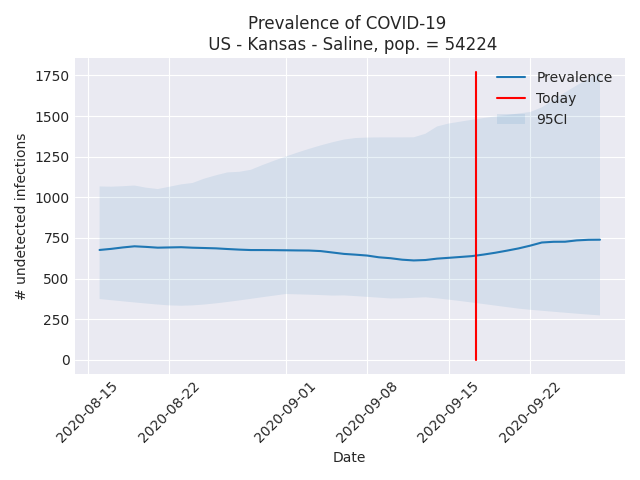 Prevalence of COVID-19
US - Kansas - Saline, pop. = 54224
Prevalence
Today
95CI
1750
1500
1250
1000
750
500
250
0
# undetected infections
2020-08-15
2020-08-22
2020-09-01
2020-09-08
2020-09-15
2020-09-22
Date